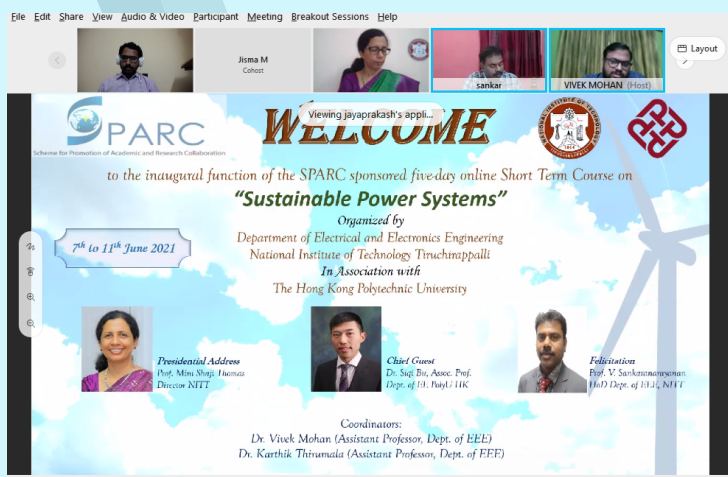 File Edit Share View Audio & Video Participant Meeting Breakout Sessions Help
Layout
Jisma M
Cohost
sankar
VIVEK MOHAN (Host)
Viewing jayaprakash's appli...
SPARC
Scheme for Promotion of Academic and Research Collaboration
WELCOME
to the inaugural function of the SPARC sponsored five-day online Short Term Course on
“Sustainable Power Systems”
Organized by
7th to 11th June 2021
Department of Electrical and Electronics Engineering
National Institute of Technology Tiruchirappalli
In Association with
The Hong Kong Polytechnic University
Presidential Address
Prof. Mini Shaji Thomas
Director NITT
Chief Guest
Dr. Siqi Bu, Assoc. Prof.
Dept. of EE, PolyU HK
Felicitation
Prof. V. Sankaranarayanan
HoD Dept. of EEE, NITT
Coordinators:
Dr. Vivek Mohan (Assistant Professor, Dept. of EEE)
Dr. Karthik Thirumala (Assistant Professor, Dept. of EEE)